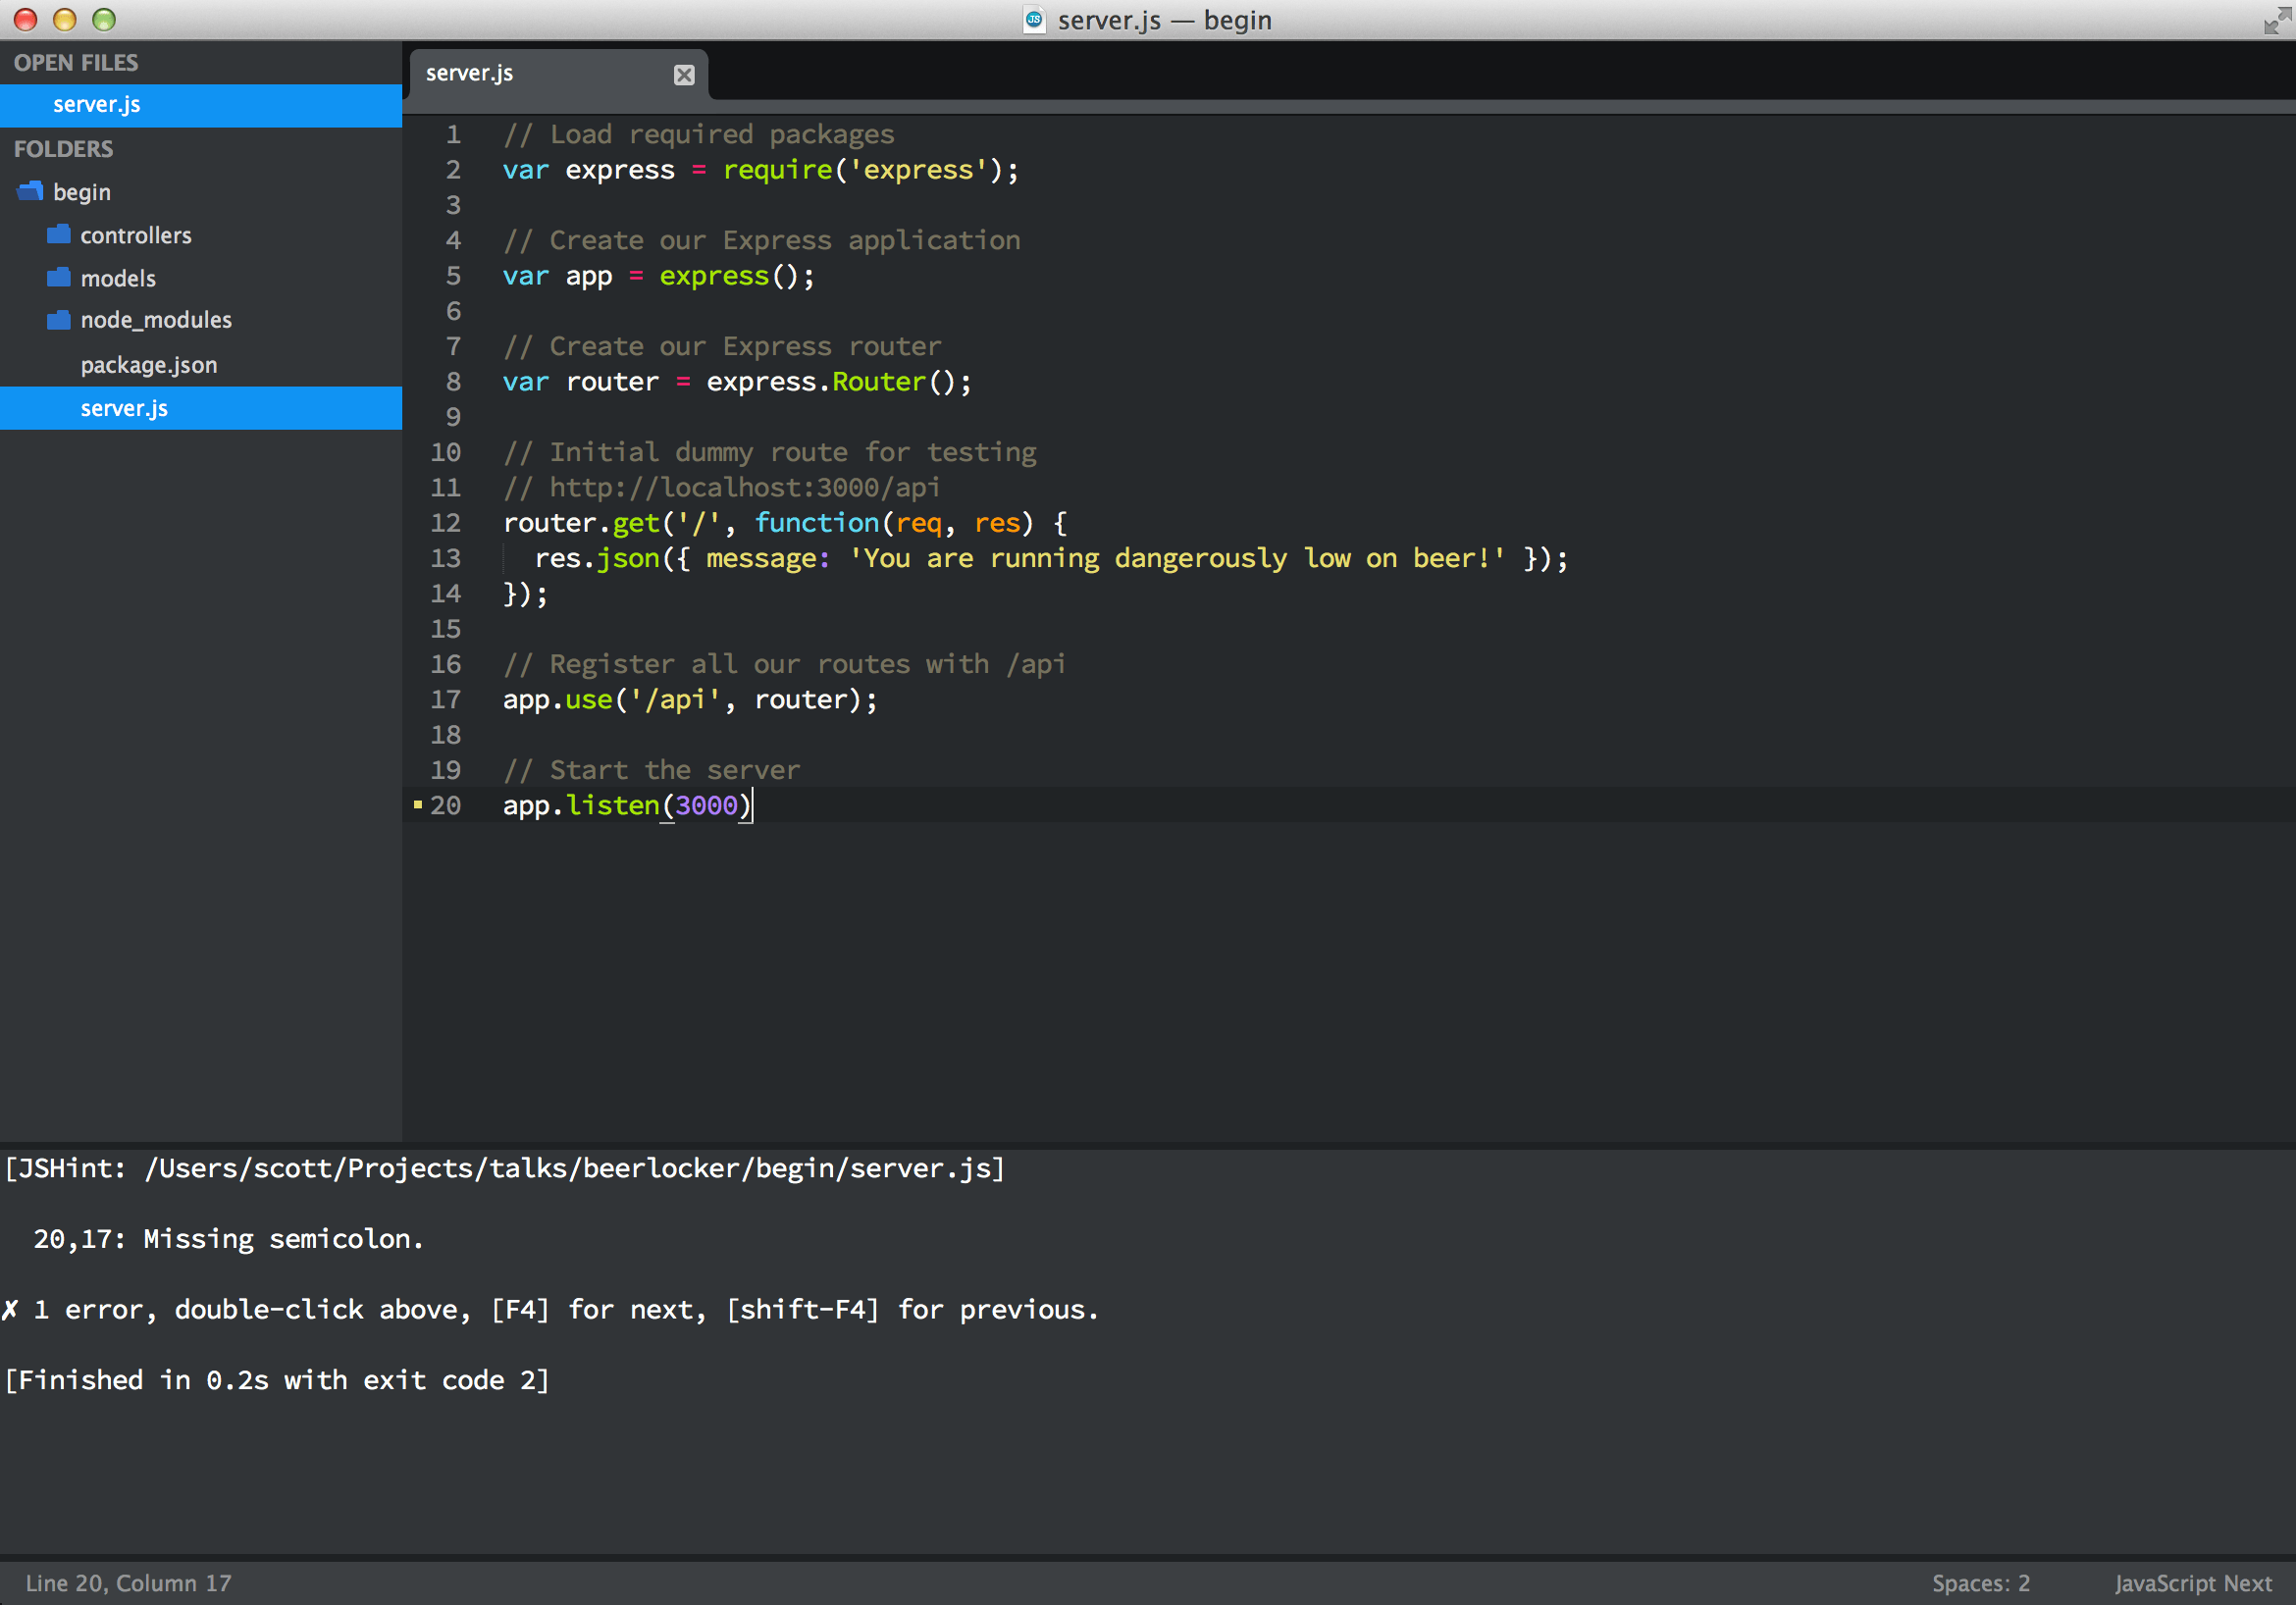 server.js — begin
OPEN FILES
server.js
FOLDERS
begin
controllers
models
node_modules
package.json
server.js
server.js
1 // Load required packages
2 var express = require('express');
3
4 // Create our Express application
5 var app = express();
6
7 // Create our Express router
8 var router = express.Router();
9
10 // Initial dummy route for testing
11 // http://localhost:3000/api
12 router.get('/', function(req, res) {
13   res.json({ message: 'You are running dangerously low on beer!' });
14 });
15
16 // Register all our routes with /api
17 app.use('/api', router);
18
19 // Start the server
20 app.listen(3000)
[JSHint: /Users/scott/Projects/talks/beerlocker/begin/server.js]
20,17: Missing semicolon.
✗ 1 error, double-click above, [F4] for next, [shift-F4] for previous.
[Finished in 0.2s with exit code 2]
Line 20, Column 17
Spaces: 2
JavaScript Next